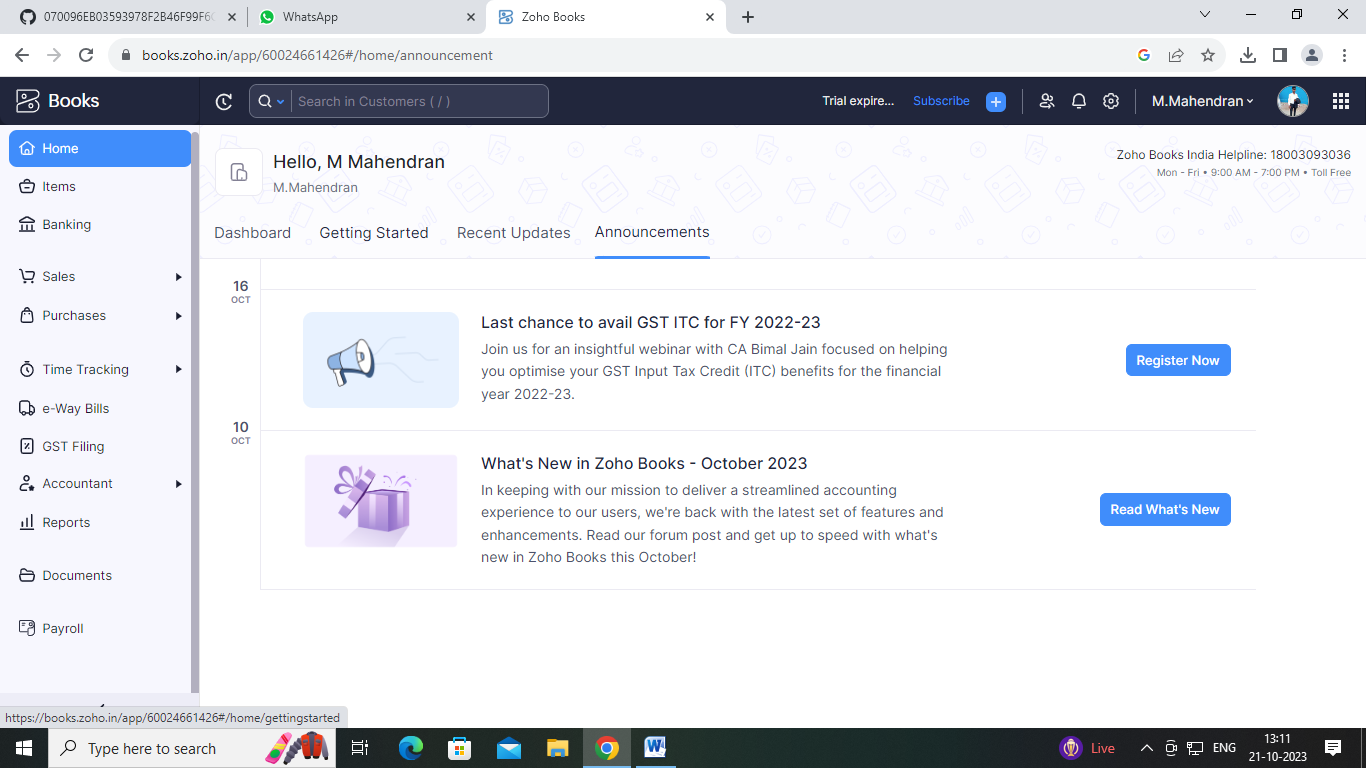 070096EB03593978F2B46F99F6
WhatsApp
Zoho Books
books.zoho.in/app/60024661426#/home/announcement
Books
Search in Customers ( / )
Trial expire...
Subscribe
M.Mahendran
Home
Items
Banking
Sales
Purchases
Time Tracking
e-Way Bills
GST Filing
Accountant
Reports
Documents
Payroll
Hello, M Mahendran
M.Mahendran
Zoho Books India Helpline: 18003093036
Mon - Fri • 9:00 AM - 7:00 PM • Toll Free
Dashboard
Getting Started
Recent Updates
Announcements
16
OCT
Last chance to avail GST ITC for FY 2022-23
Join us for an insightful webinar with CA Bimal Jain focused on helping
you optimise your GST Input Tax Credit (ITC) benefits for the financial
year 2022-23.
Register Now
10
OCT
What's New in Zoho Books - October 2023
In keeping with our mission to deliver a streamlined accounting
experience to our users, we're back with the latest set of features and
enhancements. Read our forum post and get up to speed with what's
new in Zoho Books this October!
Read What's New
https://books.zoho.in/app/60024661426#/home/gettingstarted
Type here to search
Live
ENG
13:11
21-10-2023